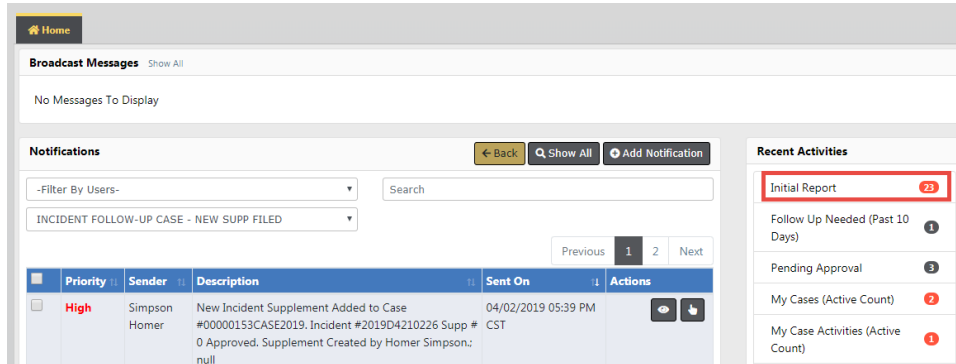 Home
Broadcast Messages Show All
No Messages To Display
Notifications
Back
Show All
Add Notification
-Filter By Users-
Search
INCIDENT FOLLOW-UP CASE - NEW SUPP FILED
Previous 1 2 Next
Priority Sender Description Sent On Actions
High
Simpson
Homer
New Incident Supplement Added to Case
#00000153CASE2019. Incident #2019D4210226 Supp #
0 Approved. Supplement Created by Homer Simpson.;
null
04/02/2019 05:39 PM
CST
Recent Activities
Initial Report 23
Follow Up Needed (Past 10
Days) 1
Pending Approval 3
My Cases (Active Count) 2
My Case Activities (Active
Count) 1